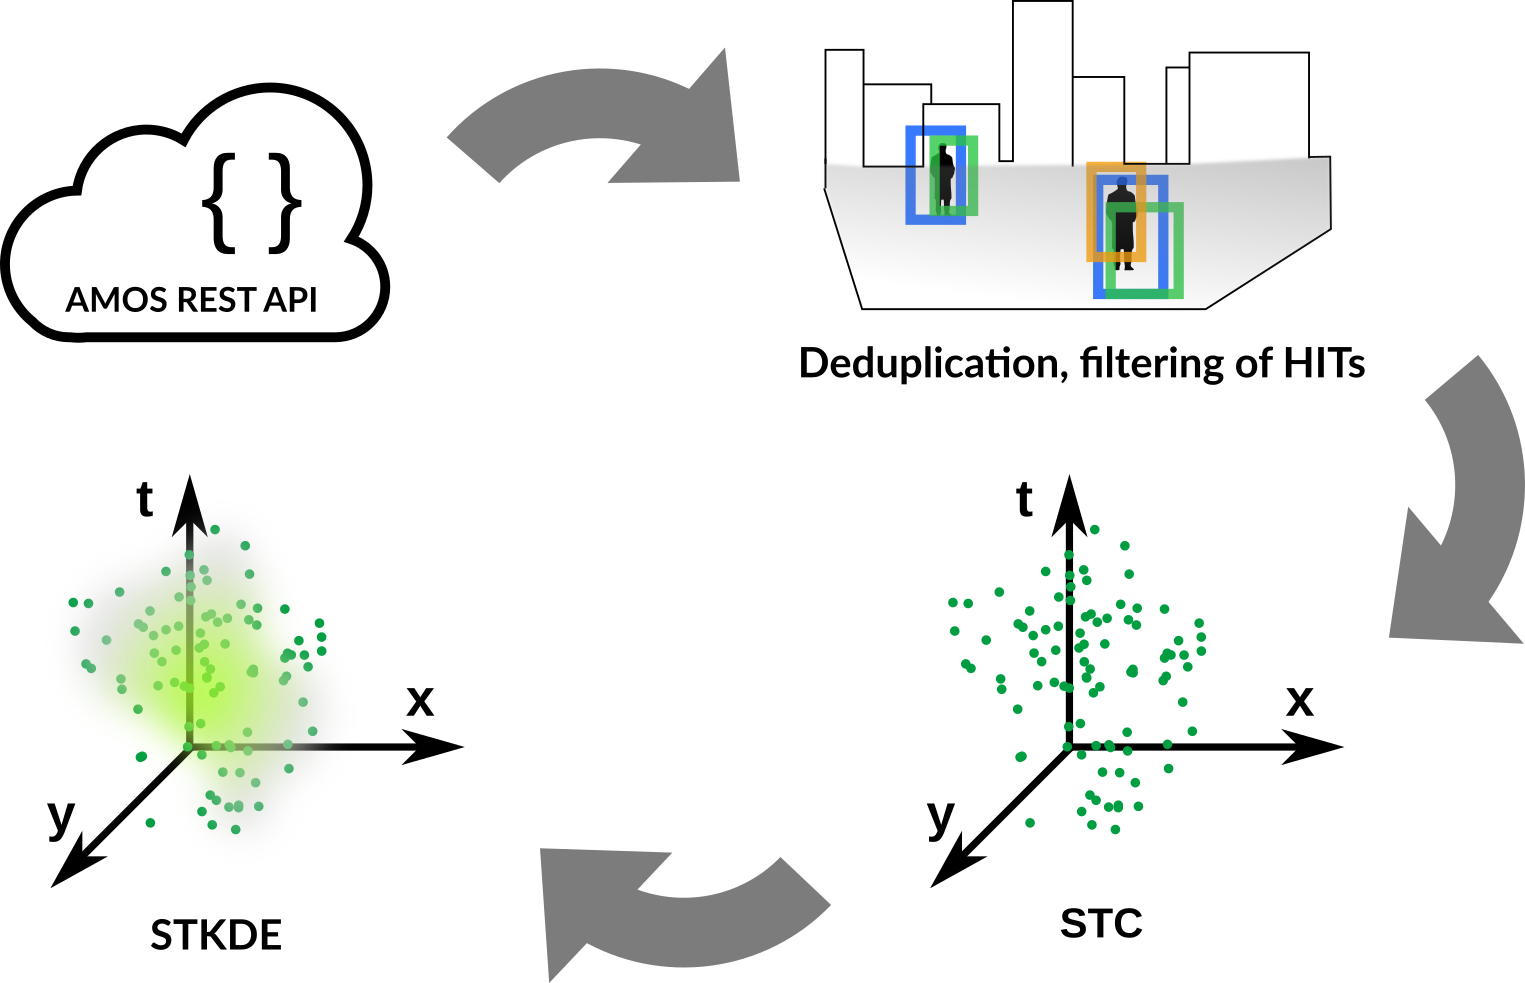 { }
AMOS REST API
Deduplication, filtering of HITs
t
x
y
STKDE
t
x
y
STC